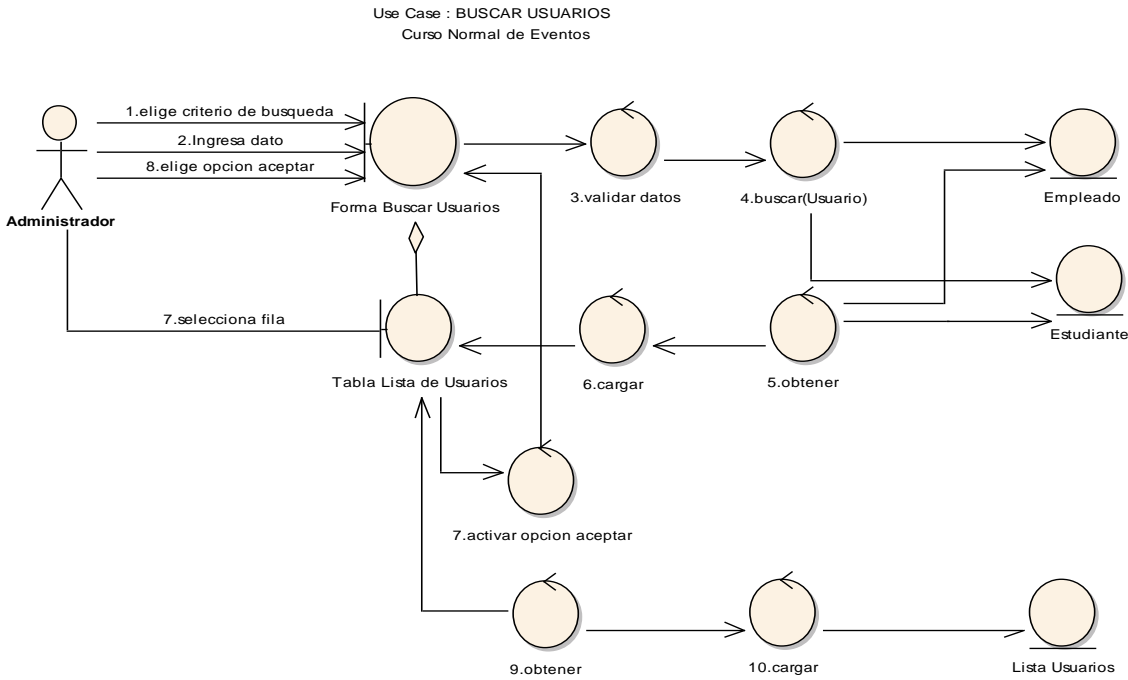 Use Case : BUSCAR USUARIOS
Curso Normal de Eventos
1.elige criterio de busqueda
2.Ingresa dato
8.elige opcion aceptar
Administrador
Forma Buscar Usuarios
3.validar datos
4.buscar(Usuario)
Empleado
7.selecciona fila
Estudiante
Tabla Lista de Usuarios
6.cargar
5.obtener
7.activar opcion aceptar
9.obtener
10.cargar
Lista Usuarios